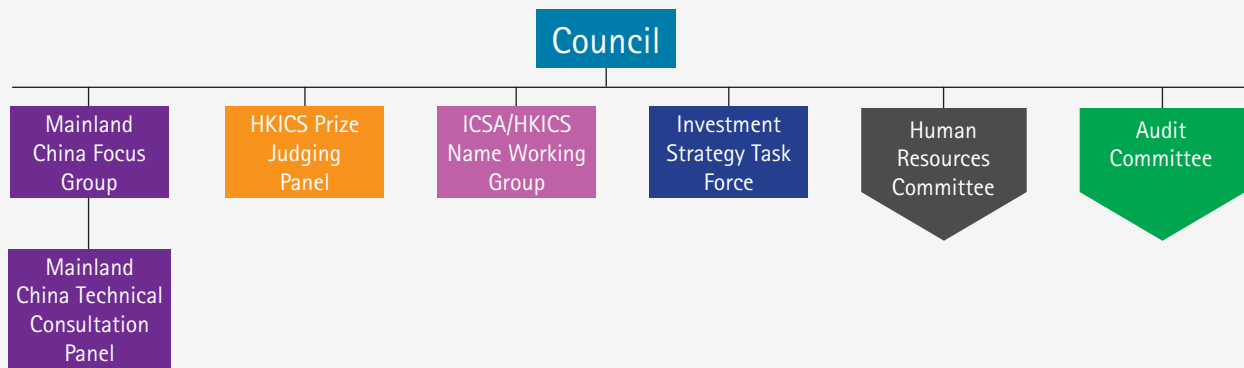 Council
Mainland
China Focus
Group
HKICS Prize
Judging
Panel
ICSA/HKICS
Name Working
Group
Investment
Strategy Task
Force
Human
Resources
Committee
Audit
Committee
Mainland
China Technical
Consultation
Panel